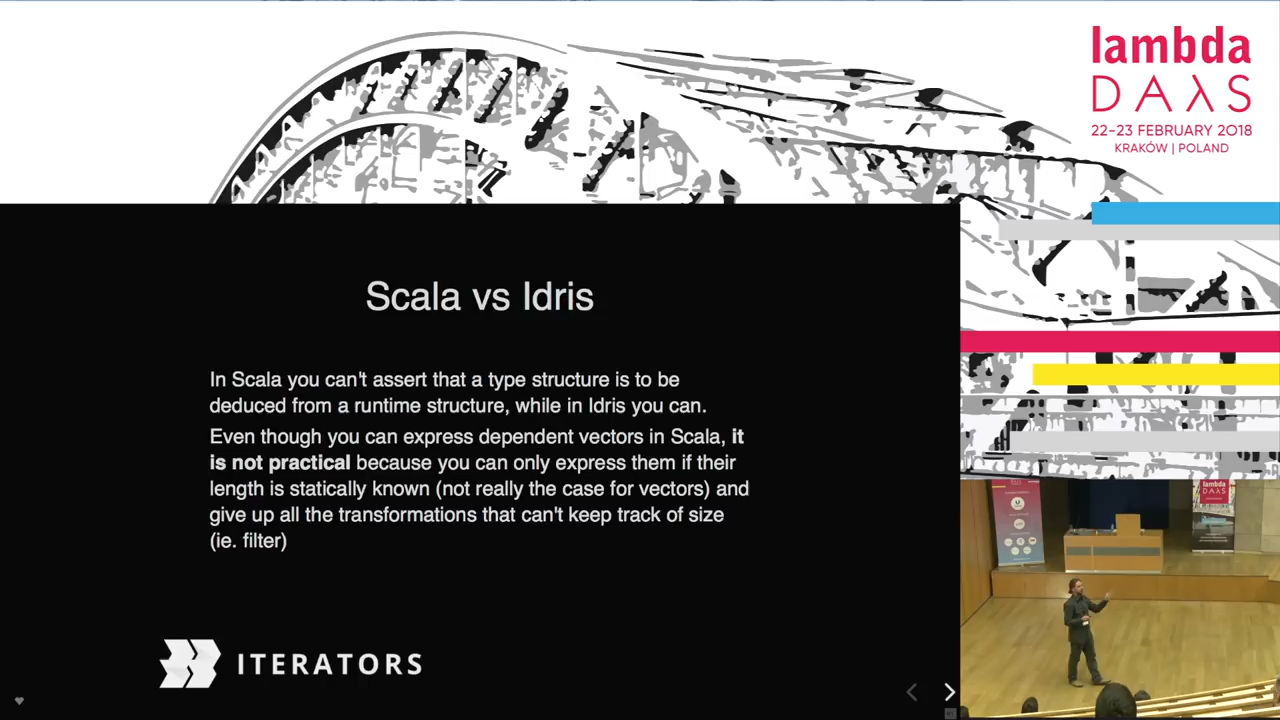 lambda
DAλS
22-23 FEBRUARY 2018
KRAKÓW | POLAND
Scala vs Idris
In Scala you can't assert that a type structure is to be
deduced from a runtime structure, while in Idris you can.
Even though you can express dependent vectors in Scala, it
is not practical because you can only express them if their
length is statically known (not really the case for vectors) and
give up all the transformations that can't keep track of size
(ie. filter)
ITERATORS
lambda
DAλS